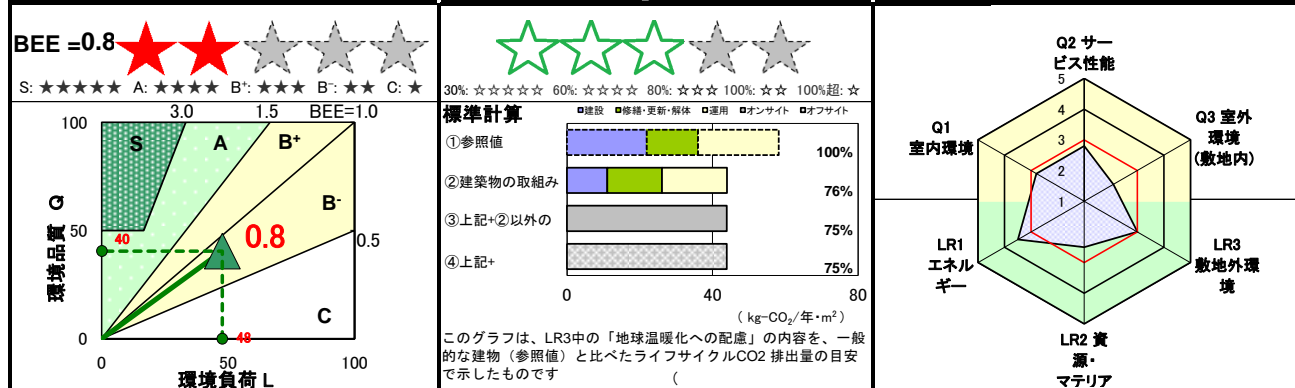 BEE =0.8
S: ★★★★★ A: ★★★★ B⁺: ★★★ B⁻: ★★ C: ★
3.0 1.5 BEE=1.0
100
S
A
B⁺
B⁻
50
40
0.8
0.5
C
0
48
0 50 100
環境品質 Q
環境負荷 L
30%: ☆☆☆☆☆ 60%: ☆☆☆☆ 80%: ☆☆☆ 100%: ☆☆ 100%超: ☆
標準計算
■建設 ■修繕・更新・解体 □運用 □オンサイト □オフサイト
①参照値 100%
②建築物の取組み 76%
③上記+②以外の 75%
④上記+ 75%
0 40 80
( kg-CO₂/年・m² )
このグラフは、LR3中の「地球温暖化への配慮」の内容を、一般
的な建物(参照値)と比べたライフサイクルCO2 排出量の目安
で示したものです (
Q2 サー
ビス性能
Q1
室内環境
Q3 室外
環境
(敷地内)
5
4
3
2
1
LR1
エネル
ギー
LR3
敷地外環
境
LR2 資
源・
マテリア